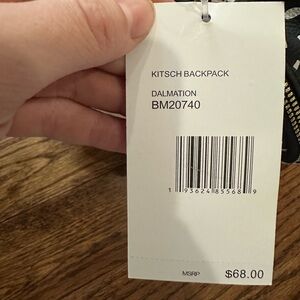 KITSCH BACKPACK
DALMATION
BM20740
1 93624 85568 9
MSRP $68.00